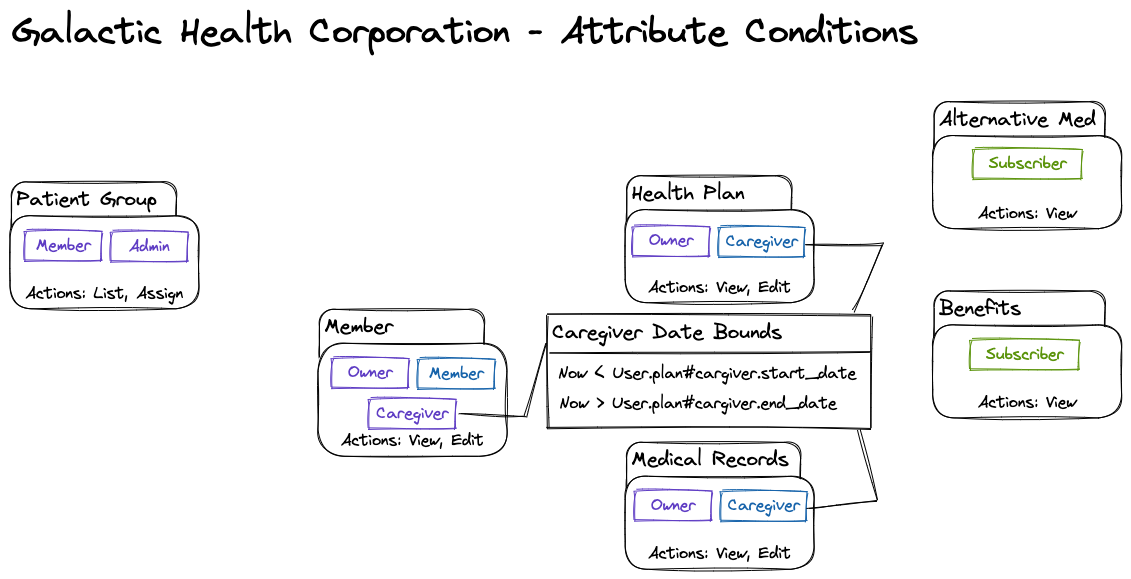 Galactic Health Corporation - Attribute Conditions
Patient Group
Member
Admin
Actions: List, Assign
Member
Owner
Member
Caregiver
Actions: View, Edit
Health Plan
Owner
Caregiver
Actions: View, Edit
Caregiver Date Bounds
Now < User.plan#cargiver.start_date
Now > User.plan#cargiver.end_date
Medical Records
Owner
Caregiver
Actions: View, Edit
Alternative Med
Subscriber
Actions: View
Benefits
Subscriber
Actions: View